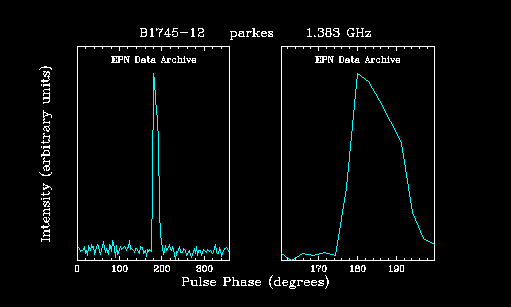 B1745-12 parkes 1.383 GHz
EPN Data Archive EPN Data Archive
Intensity (arbitrary units)
0 100 200 300 170 180 190
Pulse Phase (degrees)